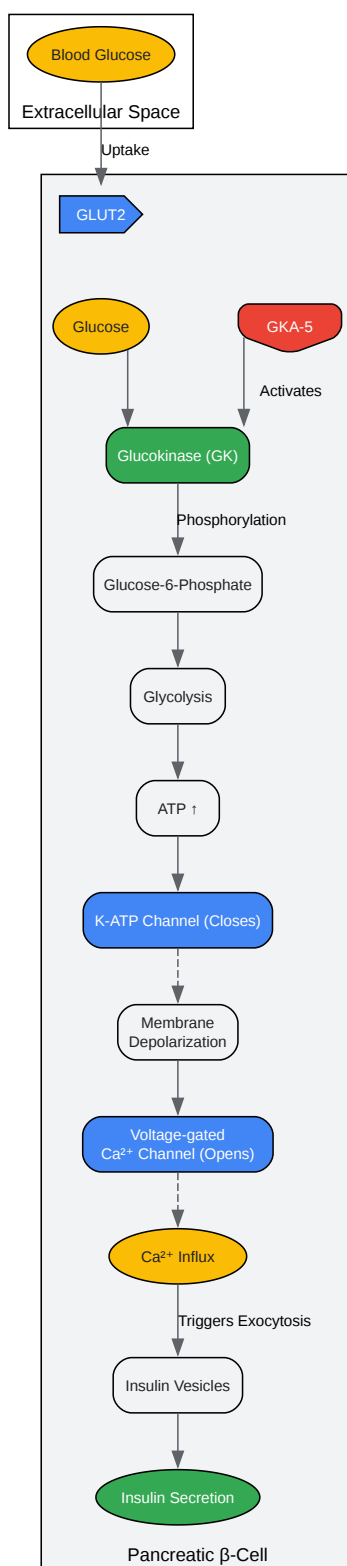 Blood Glucose
Extracellular Space
Uptake
GLUT2
Glucose
GKA-5
Activates
Glucokinase (GK)
Phosphorylation
Glucose-6-Phosphate
Glycolysis
ATP ↑
K-ATP Channel (Closes)
Membrane
Depolarization
Voltage-gated
Ca²⁺ Channel (Opens)
Ca²⁺ Influx
Triggers Exocytosis
Insulin Vesicles
Insulin Secretion
Pancreatic β-Cell